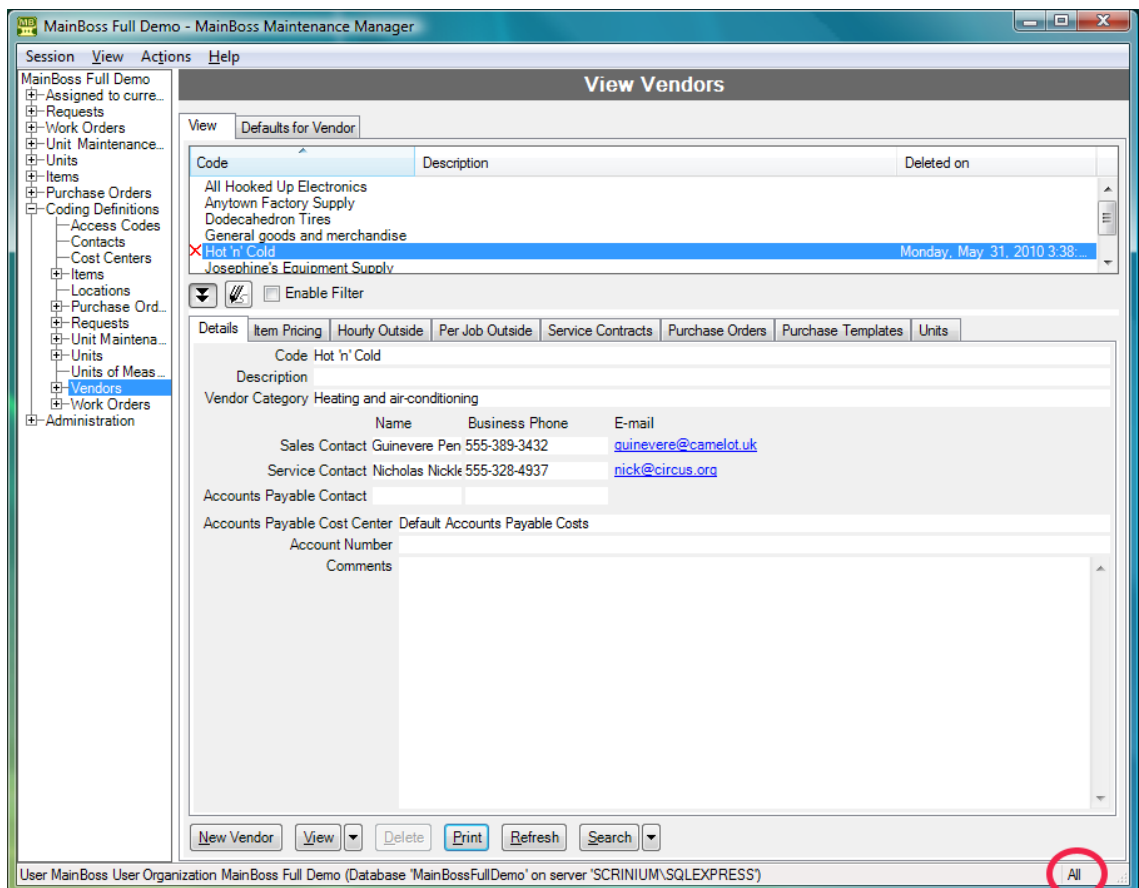 MainBoss Full Demo - MainBoss Maintenance Manager
Session View Actions Help
MainBoss Full Demo
Assigned to curre...
Requests
Work Orders
Unit Maintenance...
Units
Items
Purchase Orders
Coding Definitions
Access Codes
Contacts
Cost Centers
Items
Locations
Purchase Ord...
Requests
Unit Maintena...
Units
Units of Meas...
Vendors
Work Orders
Administration
View Vendors
View Defaults for Vendor
Code Description Deleted on
All Hooked Up Electronics
Anytown Factory Supply
Dodecahedron Tires
General goods and merchandise
Hot 'n' Cold Monday, May 31, 2010 3:38:...
Josephine's Equipment Supply
Enable Filter
Details Item Pricing Hourly Outside Per Job Outside Service Contracts Purchase Orders Purchase Templates Units
Code Hot 'n' Cold
Description
Vendor Category Heating and air-conditioning
Name Business Phone E-mail
Sales Contact Guinevere Pen 555-389-3432 guinevere@camelot.uk
Service Contact Nicholas Nickle 555-328-4937 nick@circus.org
Accounts Payable Contact
Accounts Payable Cost Center Default Accounts Payable Costs
Account Number
Comments
New Vendor View Delete Print Refresh Search
User MainBoss User Organization MainBoss Full Demo (Database 'MainBossFullDemo' on server 'SCRINIUM\SQLEXPRESS') All